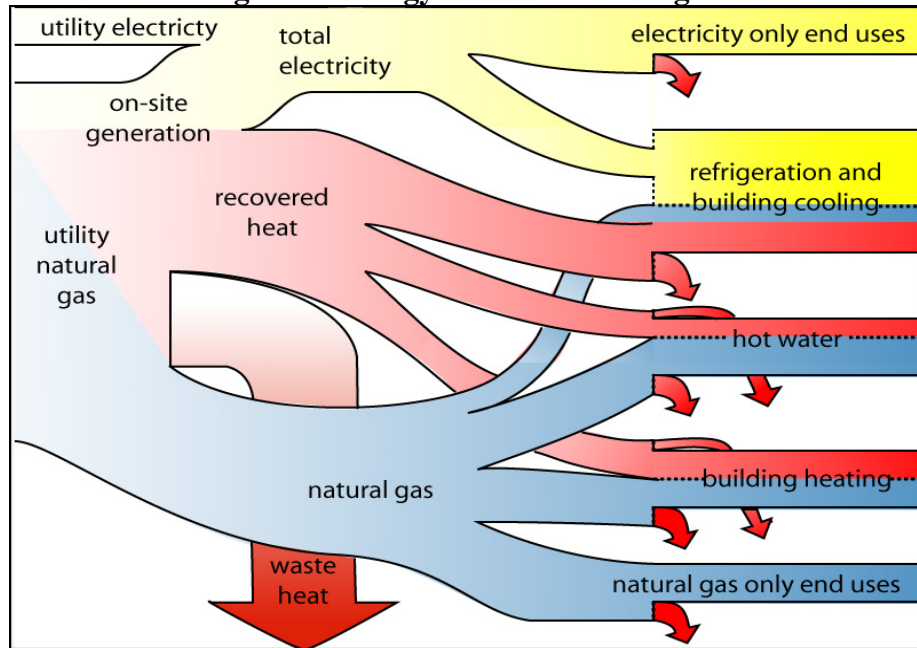 utility electricty
total
electricity
electricity only end uses
on-site
generation
refrigeration and
building cooling
recovered
heat
utility
natural
gas
hot water
natural gas
building heating
waste
heat
natural gas only end uses